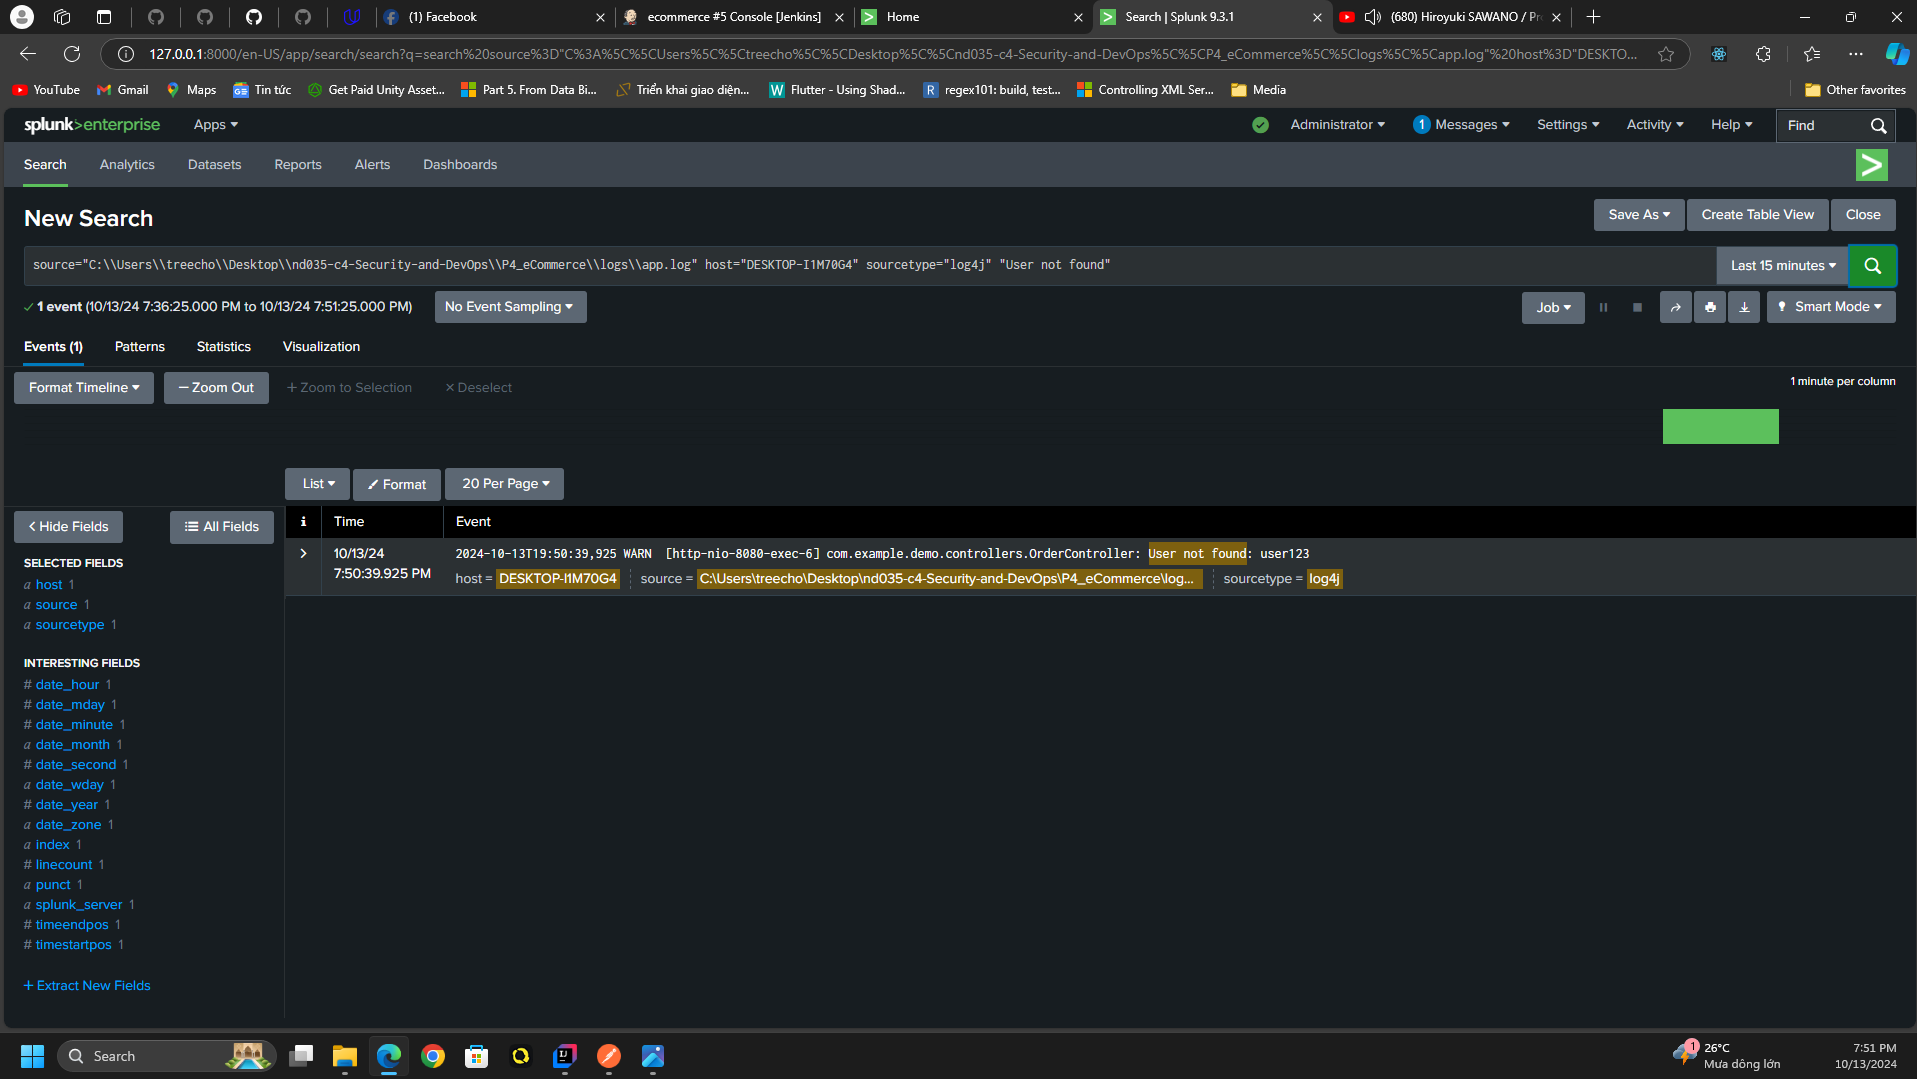 (1) Facebook
ecommerce #5 Console [Jenkins]
Home
Search | Splunk 9.3.1
(680) Hiroyuki SAWANO / Pr
127.0.0.1:8000/en-US/app/search/search?q=search%20source%3D"C%3A%5C%5CUsers%5C%5Ctreecho%5C%5CDesktop%5C%5Cnd035-c4-Security-and-DevOps%5C%5CP4_eCommerce%5C%5Clogs%5C%5Capp.log"%20host%3D"DESKTO...
YouTube
Gmail
Maps
Tin tức
Get Paid Unity Asset...
Part 5. From Data Bi...
Triển khai giao diện...
W Flutter - Using Shad...
R regex101: build, test...
Controlling XML Ser...
Media
Other favorites
splunk>enterprise
Apps
Administrator
1 Messages
Settings
Activity
Help
Find
Search
Analytics
Datasets
Reports
Alerts
Dashboards
>
New Search
Save As
Create Table View
Close
source="C:\\Users\\treecho\\Desktop\\nd035-c4-Security-and-DevOps\\P4_eCommerce\\logs\\app.log" host="DESKTOP-I1M70G4" sourcetype="log4j" "User not found"
Last 15 minutes
1 event (10/13/24 7:36:25.000 PM to 10/13/24 7:51:25.000 PM)
No Event Sampling
Job
Smart Mode
Events (1)
Patterns
Statistics
Visualization
Format Timeline
— Zoom Out
+ Zoom to Selection
× Deselect
1 minute per column
List
Format
20 Per Page
< Hide Fields
All Fields
i
Time
Event
SELECTED FIELDS
a host 1
a source 1
a sourcetype 1
INTERESTING FIELDS
# date_hour 1
# date_mday 1
# date_minute 1
a date_month 1
# date_second 1
a date_wday 1
# date_year 1
a date_zone 1
a index 1
# linecount 1
a punct 1
a splunk_server 1
# timeendpos 1
# timestartpos 1
+ Extract New Fields
>
10/13/24
7:50:39.925 PM
2024-10-13T19:50:39,925 WARN [http-nio-8080-exec-6] com.example.demo.controllers.OrderController: User not found: user123
host = DESKTOP-I1M70G4
source = C:\Users\treecho\Desktop\nd035-c4-Security-and-DevOps\P4_eCommerce\log...
sourcetype = log4j
Search
1
26°C
Mưa dông lớn
7:51 PM
10/13/2024